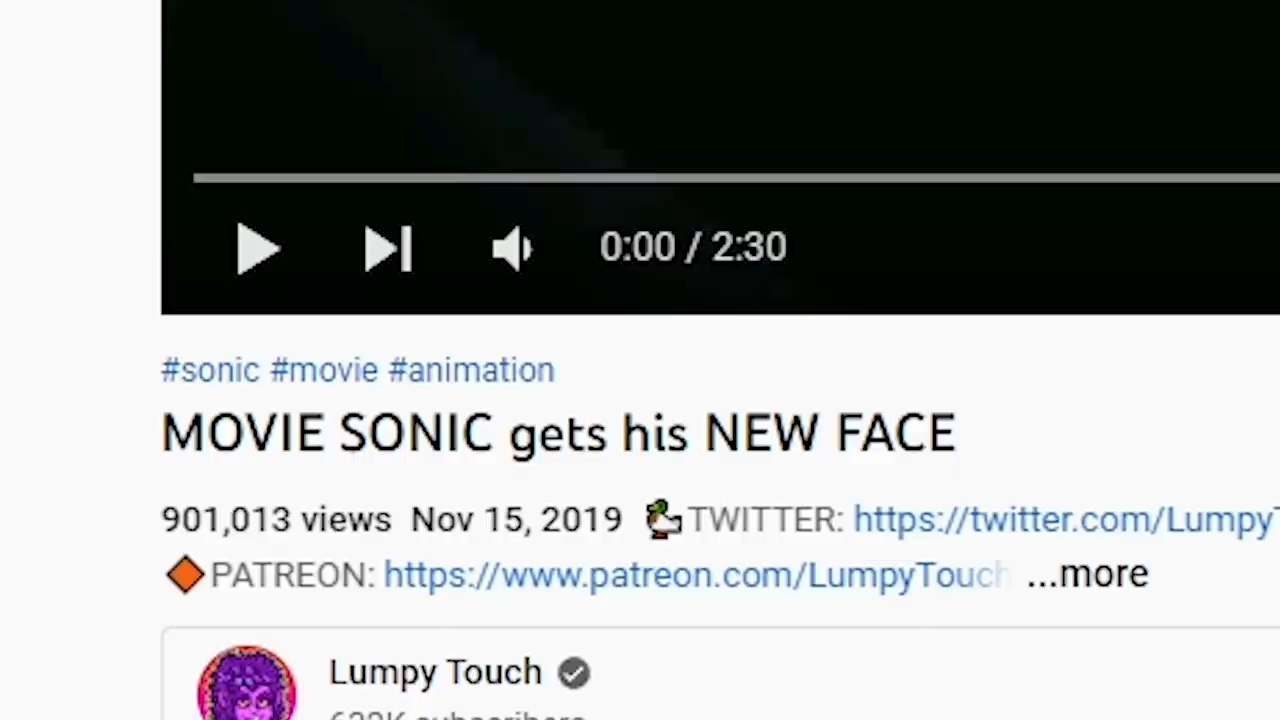 0:00 / 2:30
#sonic #movie #animation
MOVIE SONIC gets his NEW FACE
901,013 views Nov 15, 2019 TWITTER: https://twitter.com/Lumpy
PATREON: https://www.patreon.com/LumpyTouch ...more
Lumpy Touch
subscribers